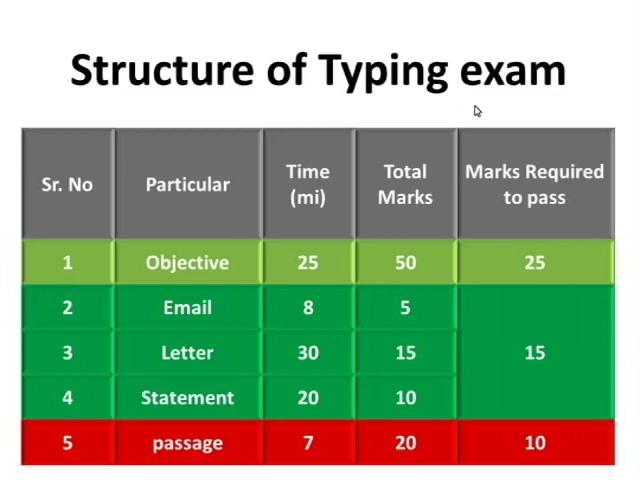 Structure of Typing exam
Sr. No Particular Time (mi) Total Marks Marks Required to pass
1 Objective 25 50 25
2 Email 8 5
3 Letter 30 15 15
4 Statement 20 10
5 passage 7 20 10